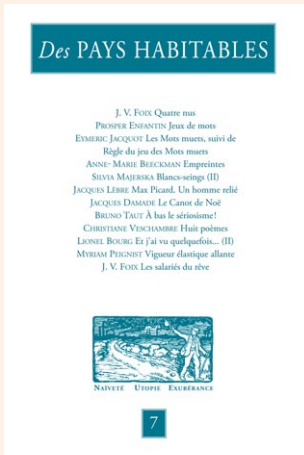 Des PAYS HABITABLES
J. V. FOIX Quatre nus
PROSPER ENFANTIN Jeux de mots
EYMERIC JACQUOT Les Mots muets, suivi de
Règle du jeu des Mots muets
ANNE-MARIE BEECKMAN Empreintes
SILVIA MAJERSKA Blancs-seings (II)
JACQUES LÈBRE Max Picard. Un homme relié
JACQUES DAMADE Le Canot de Noë
BRUNO TAUT À bas le sériosisme!
CHRISTIANE VESCHAMBRE Huit poèmes
LIONEL BOURG Et j'ai vu quelquefois... (II)
MYRIAM PEIGNIST Vigueur élastique allante
J. V. FOIX Les salariés du rêve
NAÏVETÉ UTOPIE EXUBÉRANCE
7